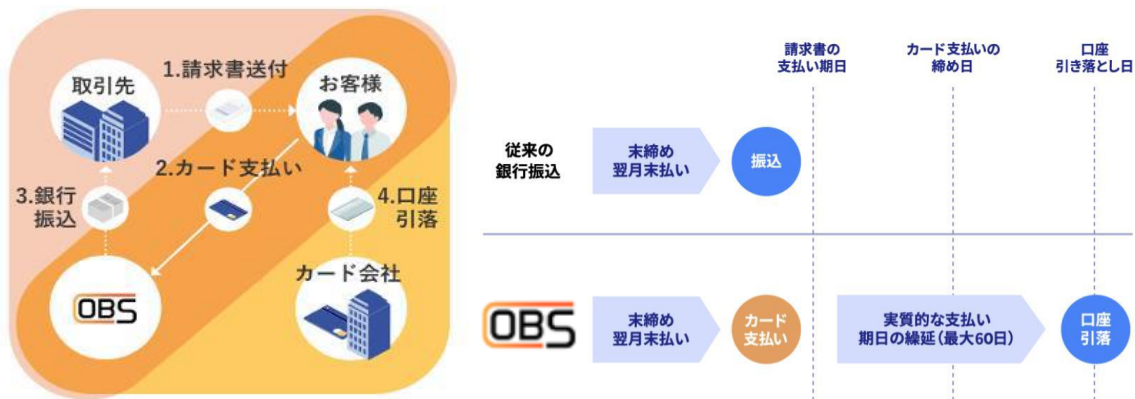 取引先
1.請求書送付
お客様
2.カード支払い
3.銀行
振込
4.口座
引落
OBS
カード会社
請求書の
支払い期日
カード支払いの
締め日
口座
引き落とし日
従来の
銀行振込
末締め
翌月末払い
振込
OBS
末締め
翌月末払い
カード
支払い
実質的な支払い
期日の繰延(最大60日)
口座
引落